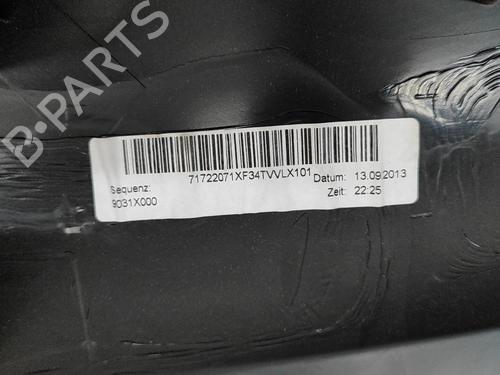 B-PARTS
71722071XF34TVVLX101
Sequenz:
9031X000
Datum: 13.09.2013
Zeit: 22:25